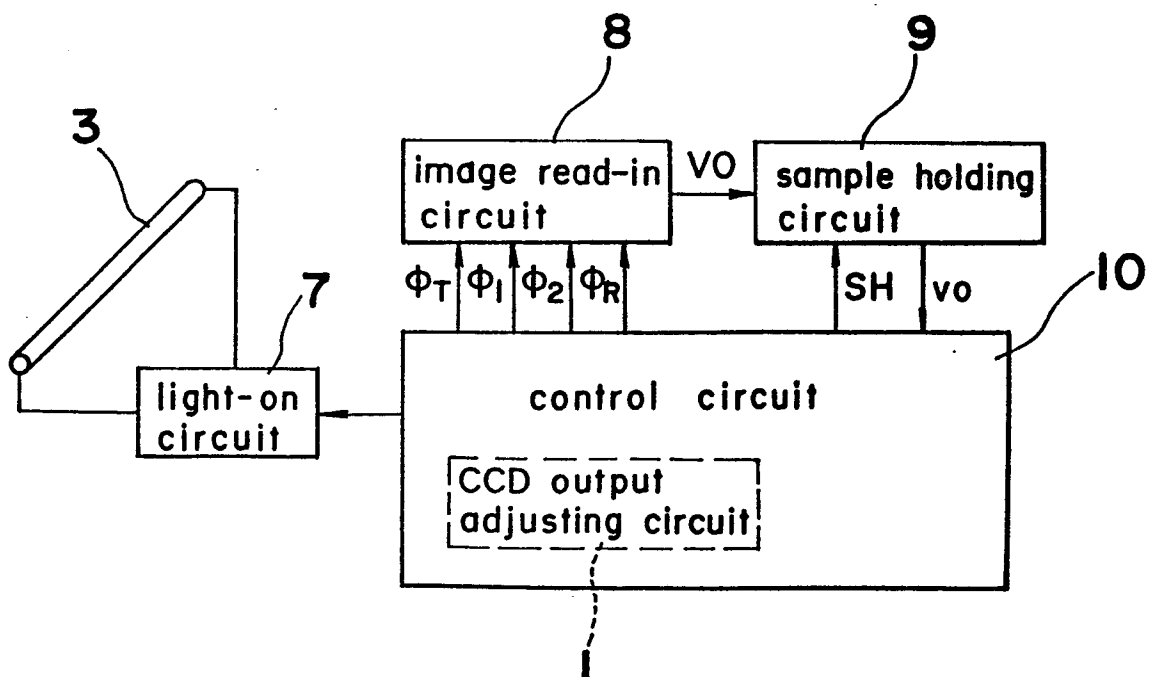 8
9
3
image read-in
circuit
VO
sample holding
circuit
ΦT Φ1 Φ2 ΦR
SH
vo
10
7
light-on
circuit
control circuit
CCD output
adjusting circuit
1